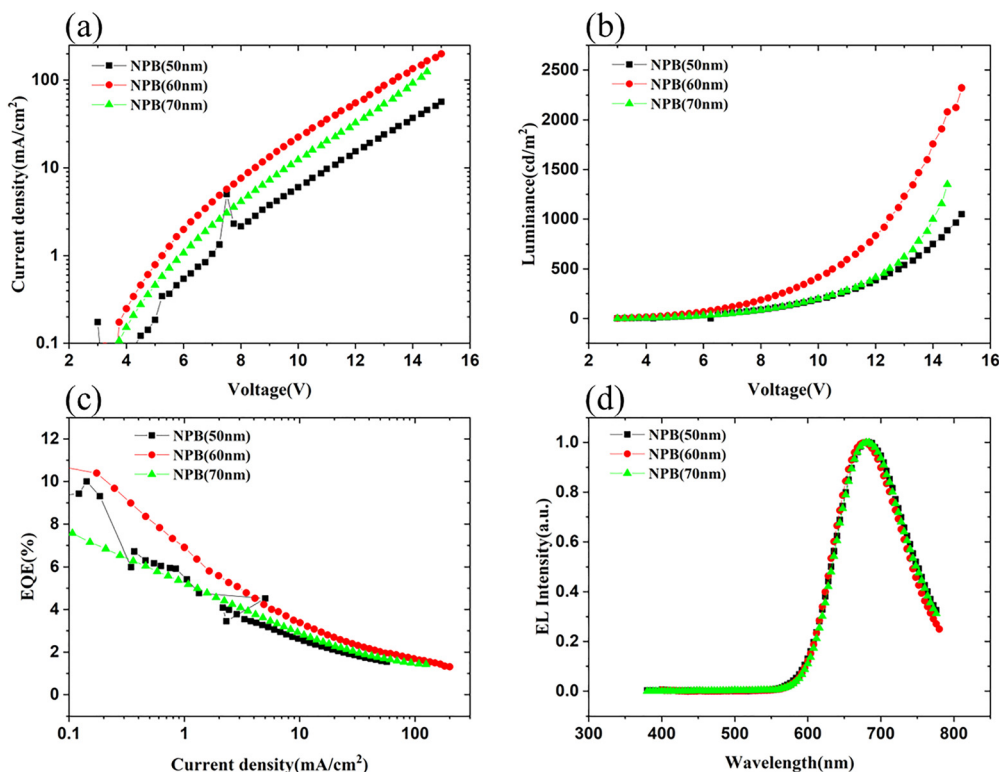 (a)
NPB(50nm)
NPB(60nm)
NPB(70nm)
Current density(mA/cm²)
100
10
1
0.1
2 4 6 8 10 12 14 16
Voltage(V)
(b)
NPB(50nm)
NPB(60nm)
NPB(70nm)
Luminance(cd/m²)
2500
2000
1500
1000
500
0
2 4 6 8 10 12 14 16
Voltage(V)
(c)
NPB(50nm)
NPB(60nm)
NPB(70nm)
EQE(%)
12
10
8
6
4
2
0
0.1 1 10 100
Current density(mA/cm²)
(d)
NPB(50nm)
NPB(60nm)
NPB(70nm)
EL Intensity(a.u.)
1.0
0.8
0.6
0.4
0.2
0.0
300 400 500 600 700 800
Wavelength(nm)